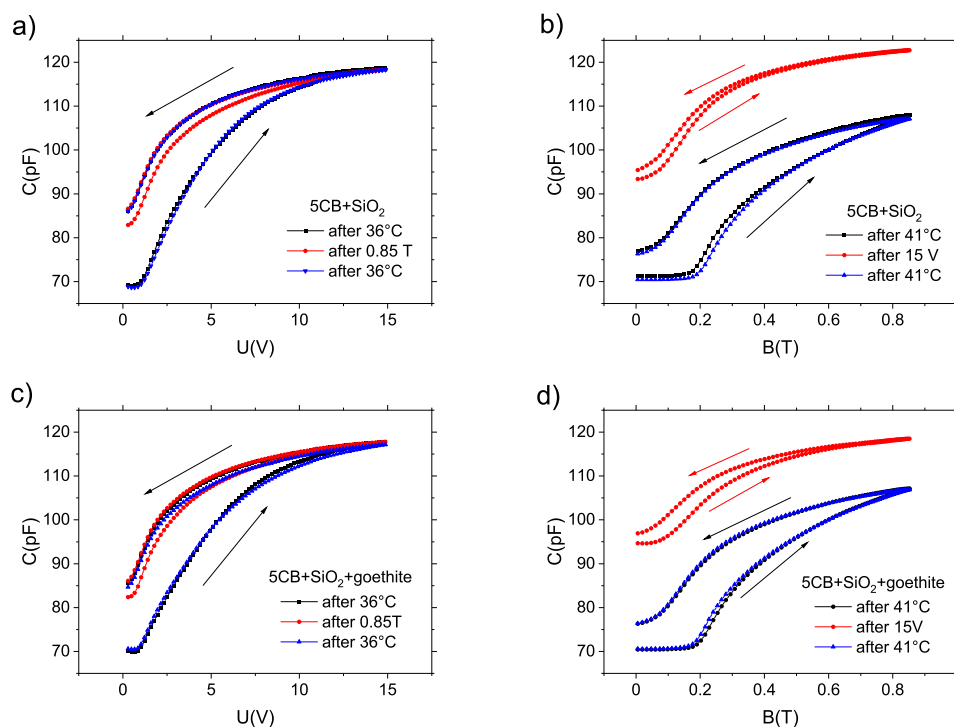 a)
120
110
100
90
80
70
C(pF)
0
5
10
15
U(V)
5CB+SiO₂
after 36°C
after 0.85 T
after 36°C
b)
120
110
100
90
80
70
C(pF)
0.0
0.2
0.4
0.6
0.8
B(T)
5CB+SiO₂
after 41°C
after 15 V
after 41°C
c)
120
110
100
90
80
70
C(pF)
0
5
10
15
U(V)
5CB+SiO₂+goethite
after 36°C
after 0.85T
after 36°C
d)
120
110
100
90
80
70
C(pF)
0.0
0.2
0.4
0.6
0.8
B(T)
5CB+SiO₂+goethite
after 41°C
after 15V
after 41°C